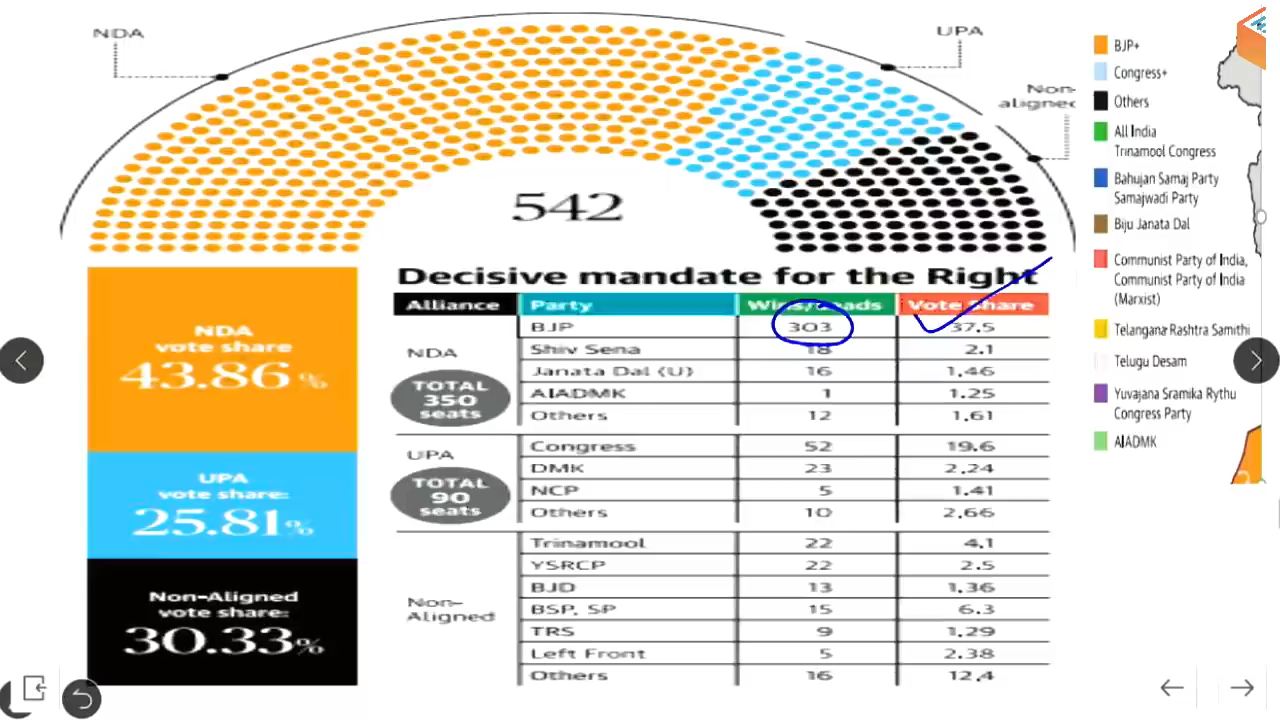 NDA
UPA
Non-
aligned
542
NDA
vote share
43.86 %
UPA
vote share:
25.81%
Non-Aligned
vote share:
30.33%
Decisive mandate for the Right
Alliance Party Wins/Leads Vote Share
NDA
TOTAL
350
seats
BJP 303 37.5
Shiv Sena 18 2.1
Janata Dal (U) 16 1.46
AIADMK 1 1.25
Others 12 1.61
UPA
TOTAL
90
seats
Congress 52 19.6
DMK 23 2.24
NCP 5 1.41
Others 10 2.66
Non-
Aligned
Trinamool 22 4.1
YSRCP 22 2.5
BJD 13 1.36
BSP, SP 15 6.3
TRS 9 1.29
Left Front 5 2.38
Others 16 12.4
BJP+
Congress+
Others
All India
Trinamool Congress
Bahujan Samaj Party
Samajwadi Party
Biju Janata Dal
Communist Party of India,
Communist Party of India
(Marxist)
Telangana Rashtra Samithi
Telugu Desam
Yuvajana Sramika Rythu
Congress Party
AIADMK